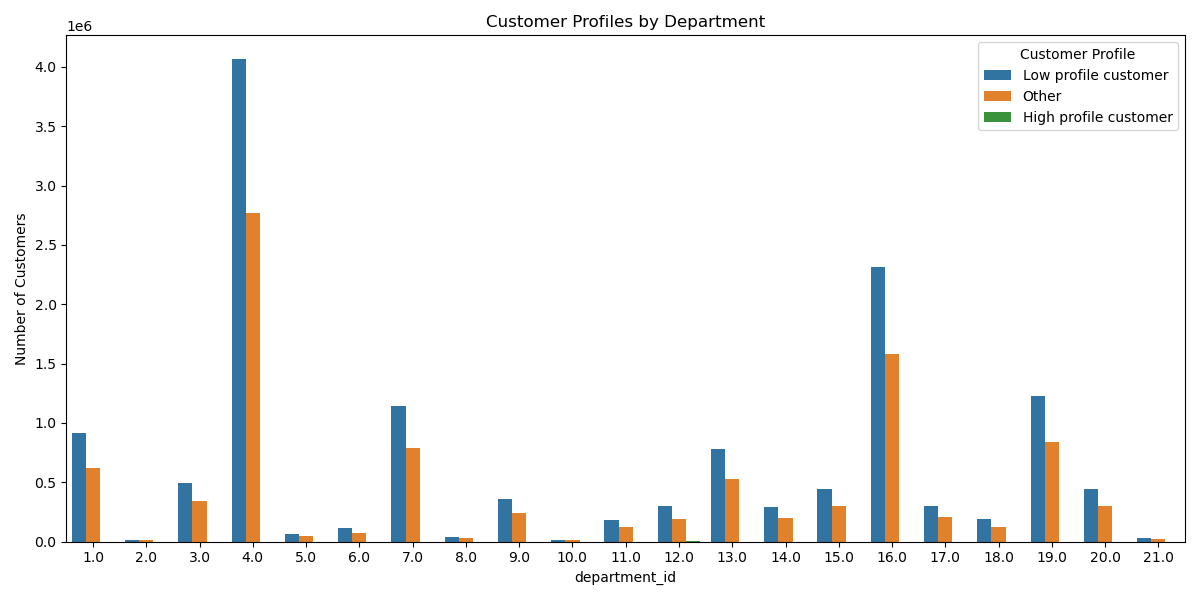 Customer Profiles by Department
1e6
Customer Profile
Low profile customer
Other
High profile customer
Number of Customers
4.0
3.5
3.0
2.5
2.0
1.5
1.0
0.5
0.0
1.0 2.0 3.0 4.0 5.0 6.0 7.0 8.0 9.0 10.0 11.0 12.0 13.0 14.0 15.0 16.0 17.0 18.0 19.0 20.0 21.0
department_id